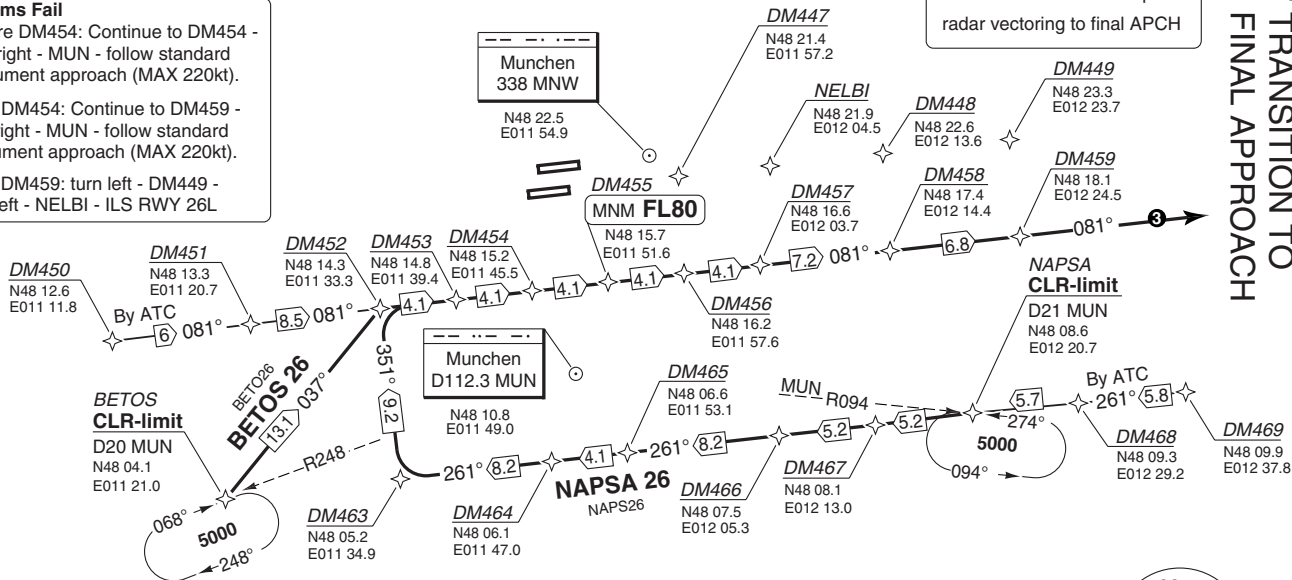 ms Fail
re DM454: Continue to DM454 -
right - MUN - follow standard
ument approach (MAX 220kt).
DM454: Continue to DM459 -
right - MUN - follow standard
ument approach (MAX 220kt).
DM459: turn left - DM449 -
eft - NELBI - ILS RWY 26L
radar vectoring to final APCH
TRANSITION TO
FINAL APPROACH
Munchen
338 MNW
N48 22.5
E011 54.9
DM447
N48 21.4
E011 57.2
NELBI
N48 21.9
E012 04.5
DM448
N48 22.6
E012 13.6
DM449
N48 23.3
E012 23.7
DM450
N48 12.6
E011 11.8
By ATC
6
081°
DM451
N48 13.3
E011 20.7
8.5
081°
DM452
N48 14.3
E011 33.3
4.1
DM453
N48 14.8
E011 39.4
4.1
DM454
N48 15.2
E011 45.5
4.1
DM455
MNM FL80
N48 15.7
E011 51.6
4.1
DM456
N48 16.2
E011 57.6
4.1
DM457
N48 16.6
E012 03.7
7.2
081°
DM458
N48 17.4
E012 14.4
6.8
DM459
N48 18.1
E012 24.5
081°
3
BETOS
CLR-limit
D20 MUN
N48 04.1
E011 21.0
BETO26
BETOS 26
13.1
037°
068°
5000
248°
R248
351°
9.2
Munchen
D112.3 MUN
N48 10.8
E011 49.0
DM463
N48 05.2
E011 34.9
261°
8.2
DM464
N48 06.1
E011 47.0
4.1
NAPSA 26
NAPS26
DM465
N48 06.6
E011 53.1
261°
8.2
DM466
N48 07.5
E012 05.3
5.2
DM467
N48 08.1
E012 13.0
5.2
MUN R094
NAPSA
CLR-limit
D21 MUN
N48 08.6
E012 20.7
5.7
274°
5000
094°
By ATC
261°
5.8
DM468
N48 09.3
E012 29.2
DM469
N48 09.9
E012 37.8